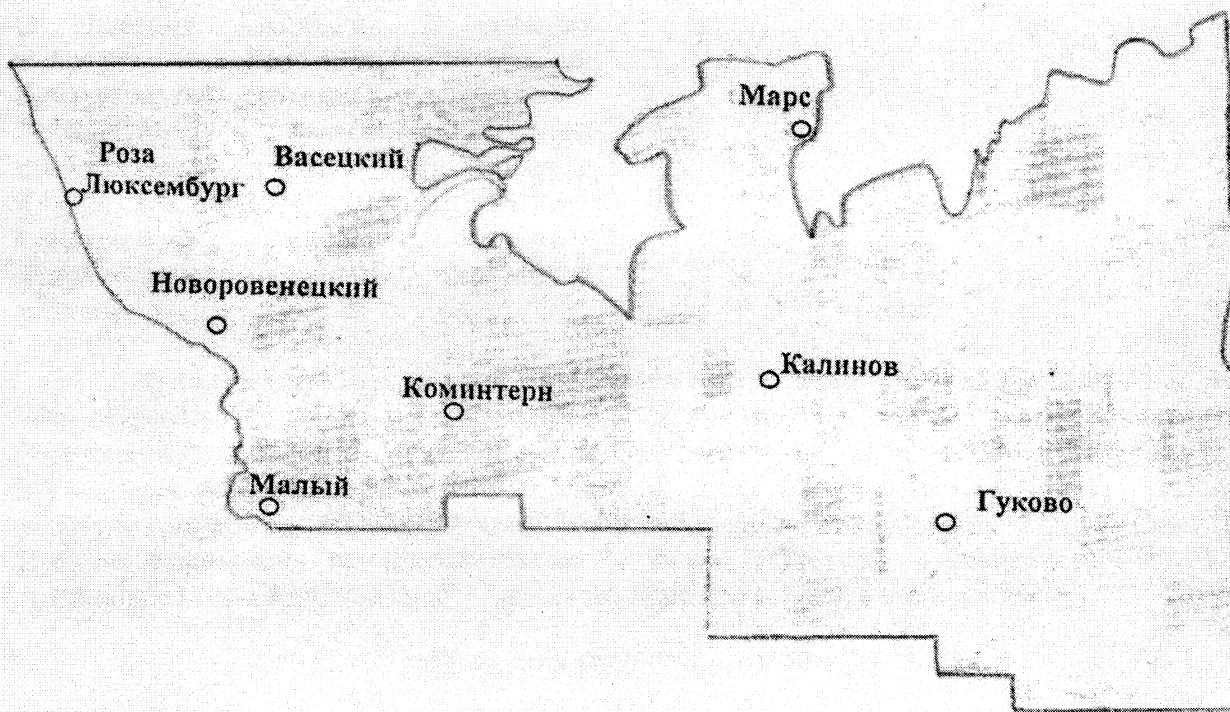 Марс
Роза
Люксембург
Васецкий
Новоровенецкий
Калинов
Коминтерн
Малый
Гуково